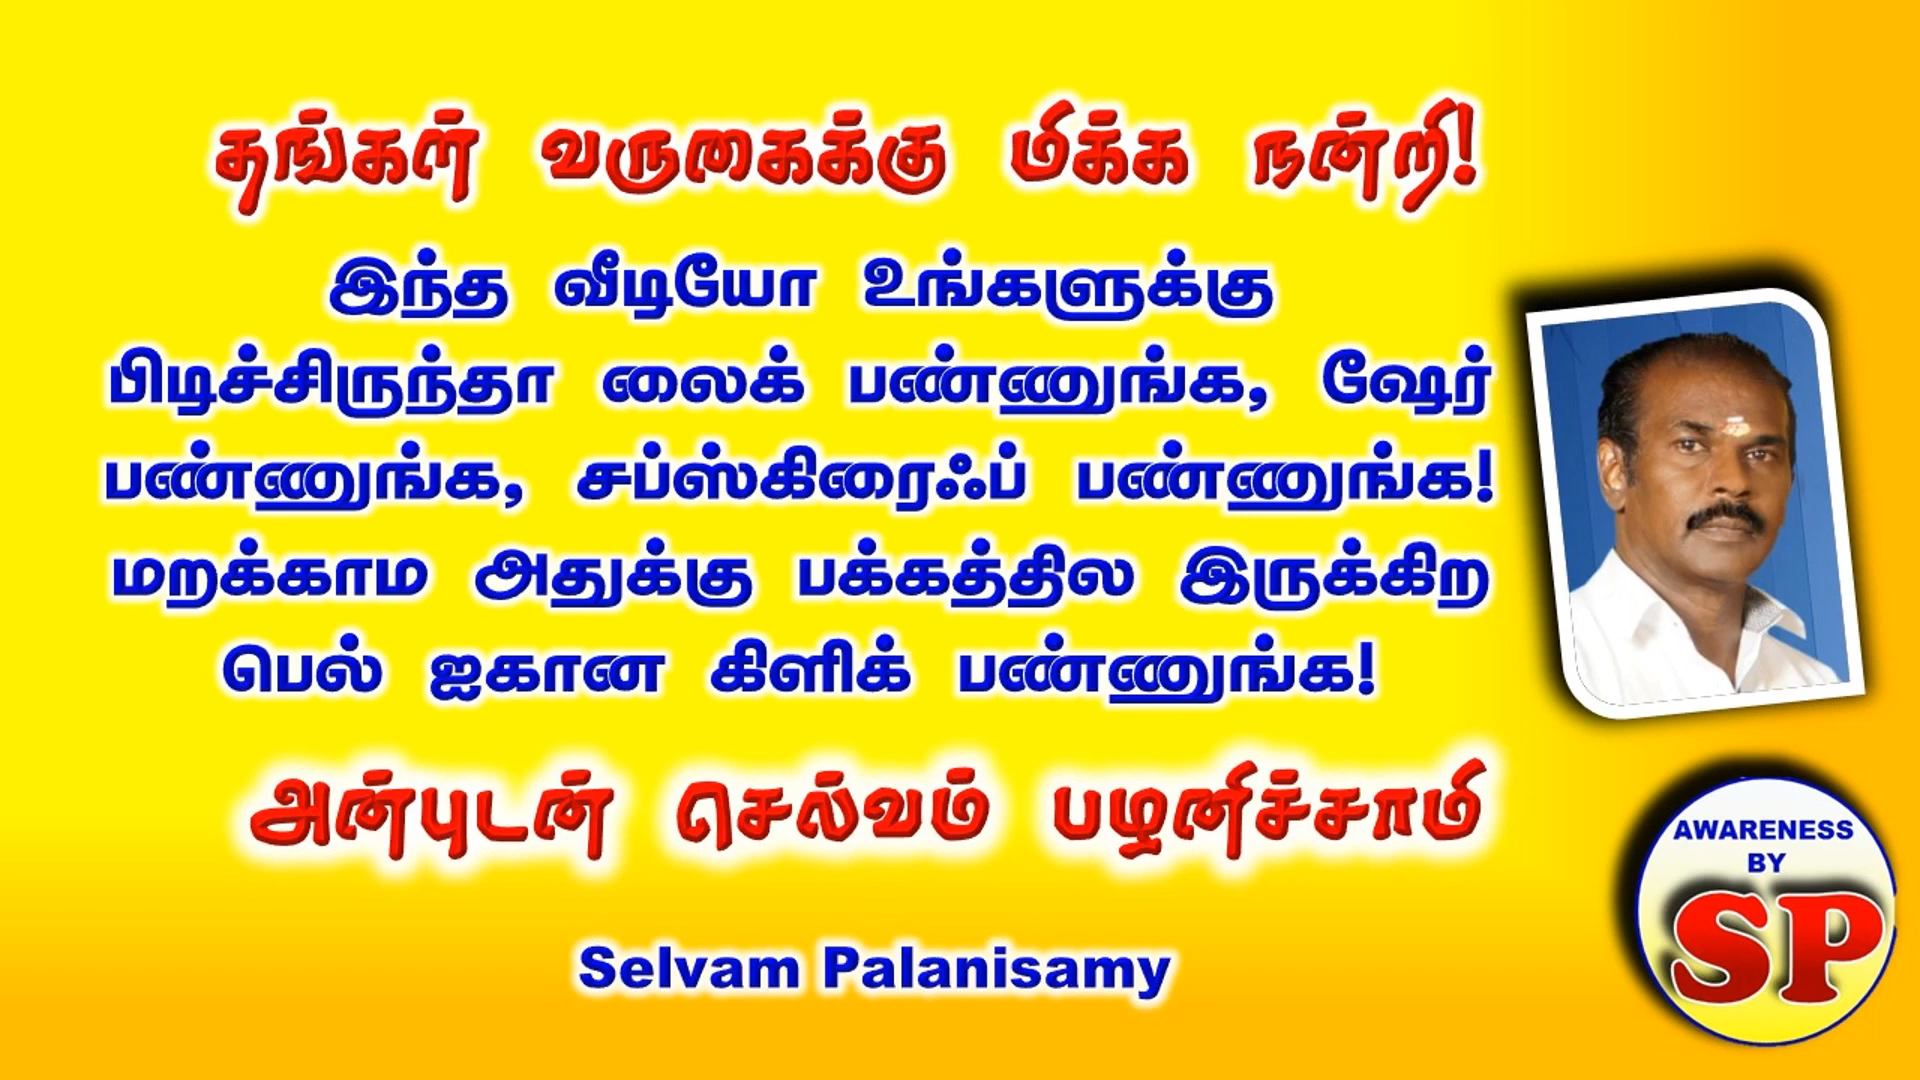 தங்கள் வருகைக்கு மிக்க நன்றி!
இந்த வீடியோ உங்களுக்கு
பிடிச்சிருந்தா லைக் பண்ணுங்க, ஷேர்
பண்ணுங்க, சப்ஸ்கிரைஃப் பண்ணுங்க!
மறக்காம அதுக்கு பக்கத்தில இருக்கிற
பெல் ஐகான கிளிக் பண்ணுங்க!
அன்புடன் செல்வம் பழனிச்சாமி
Selvam Palanisamy
AWARENESS
BY
SP